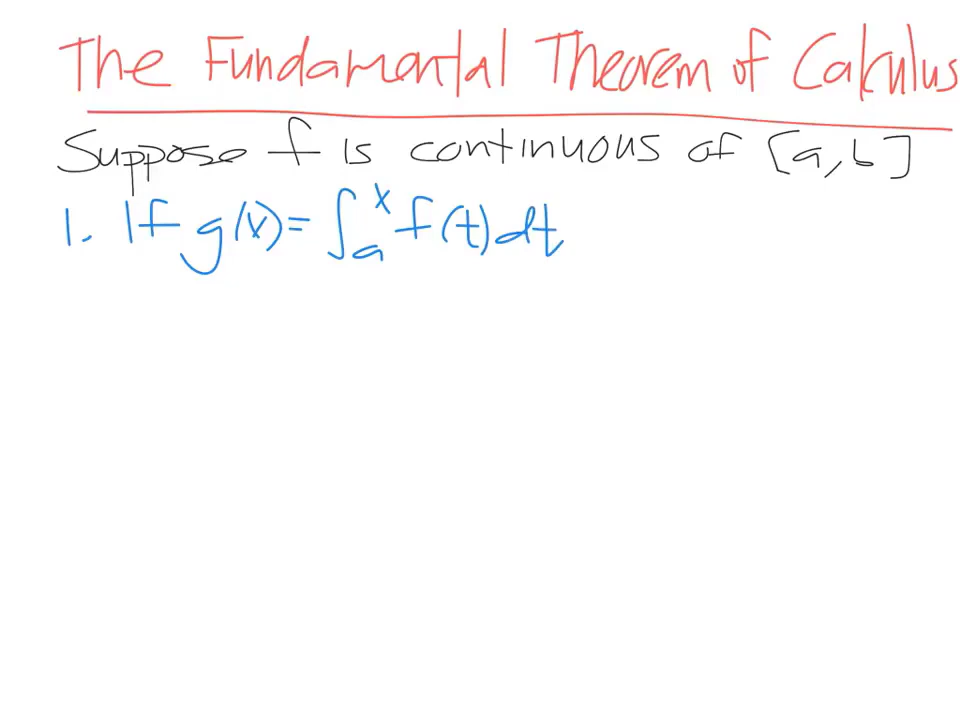 The Fundamental Theorem of Calculus
Suppose f is continuous of [a,b]
1. If g(x)= ∫ₐˣ f(t)dt